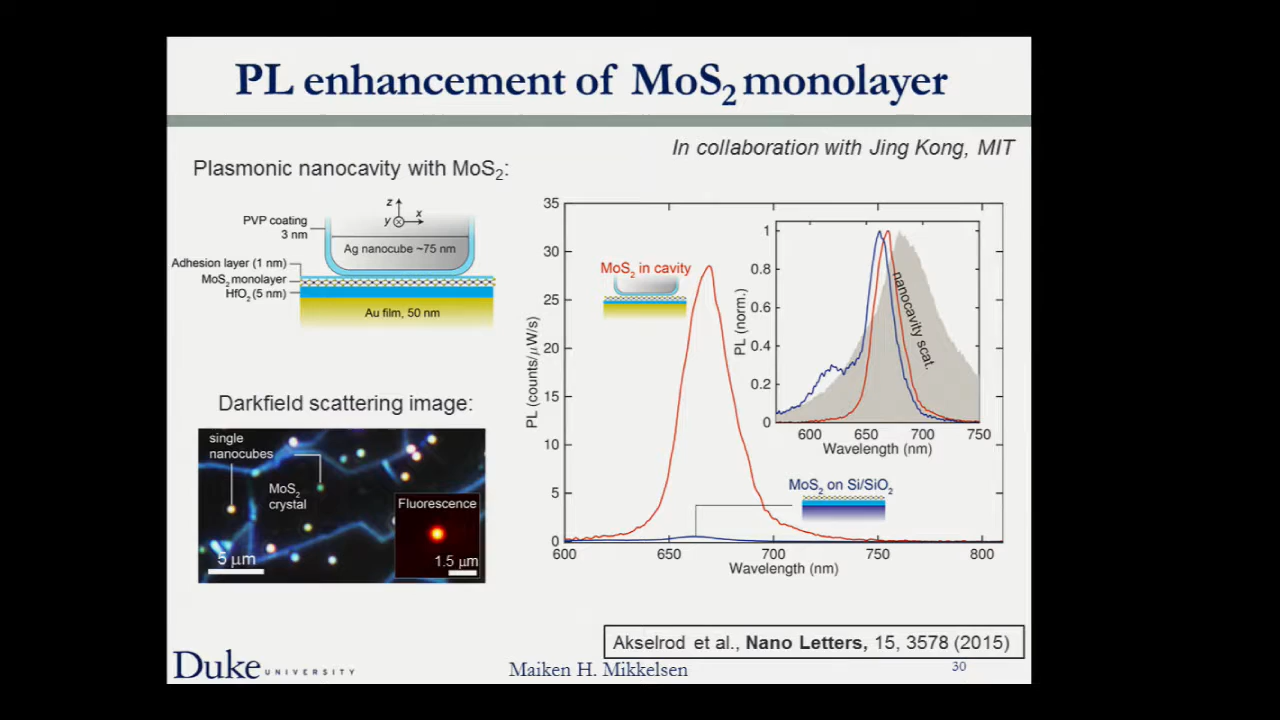 PL enhancement of MoS2 monolayer
In collaboration with Jing Kong, MIT
Plasmonic nanocavity with MoS2:
z
y
x
PVP coating
3 nm
Ag nanocube ~75 nm
Adhesion layer (1 nm)
MoS2 monolayer
HfO2 (5 nm)
Au film, 50 nm
Darkfield scattering image:
single
nanocubes
MoS2
crystal
Fluorescence
5 μm
1.5 μm
35
30
25
20
15
10
5
0
PL (counts/μW/s)
600
650
700
750
800
Wavelength (nm)
MoS2 in cavity
MoS2 on Si/SiO2
1
0.8
0.6
0.4
0.2
0
PL (norm.)
nanocavity scat.
600
650
700
750
Wavelength (nm)
Akselrod et al., Nano Letters, 15, 3578 (2015)
Duke UNIVERSITY
Maiken H. Mikkelsen
30